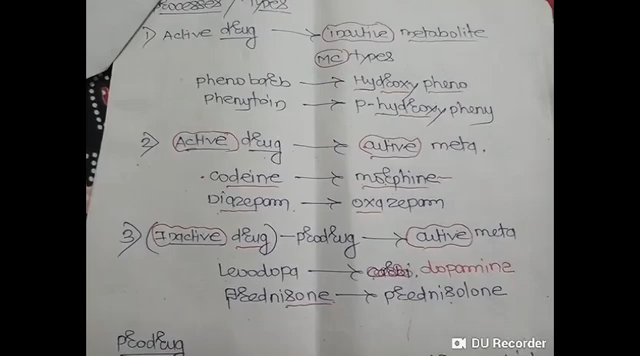 Processes / Types
1) Active drug → inactive metabolite
MC types
Phenobarb → Hydroxy pheno
Phenytoin → P-hydroxy pheny
2) Active drug → active meta.
codeine → morphine
Diazepam → oxazepam
3) Inactive drug - prodrug → active meta
Levodopa → dopamine
Prednisone → prednisolone
Prodrug
DU Recorder